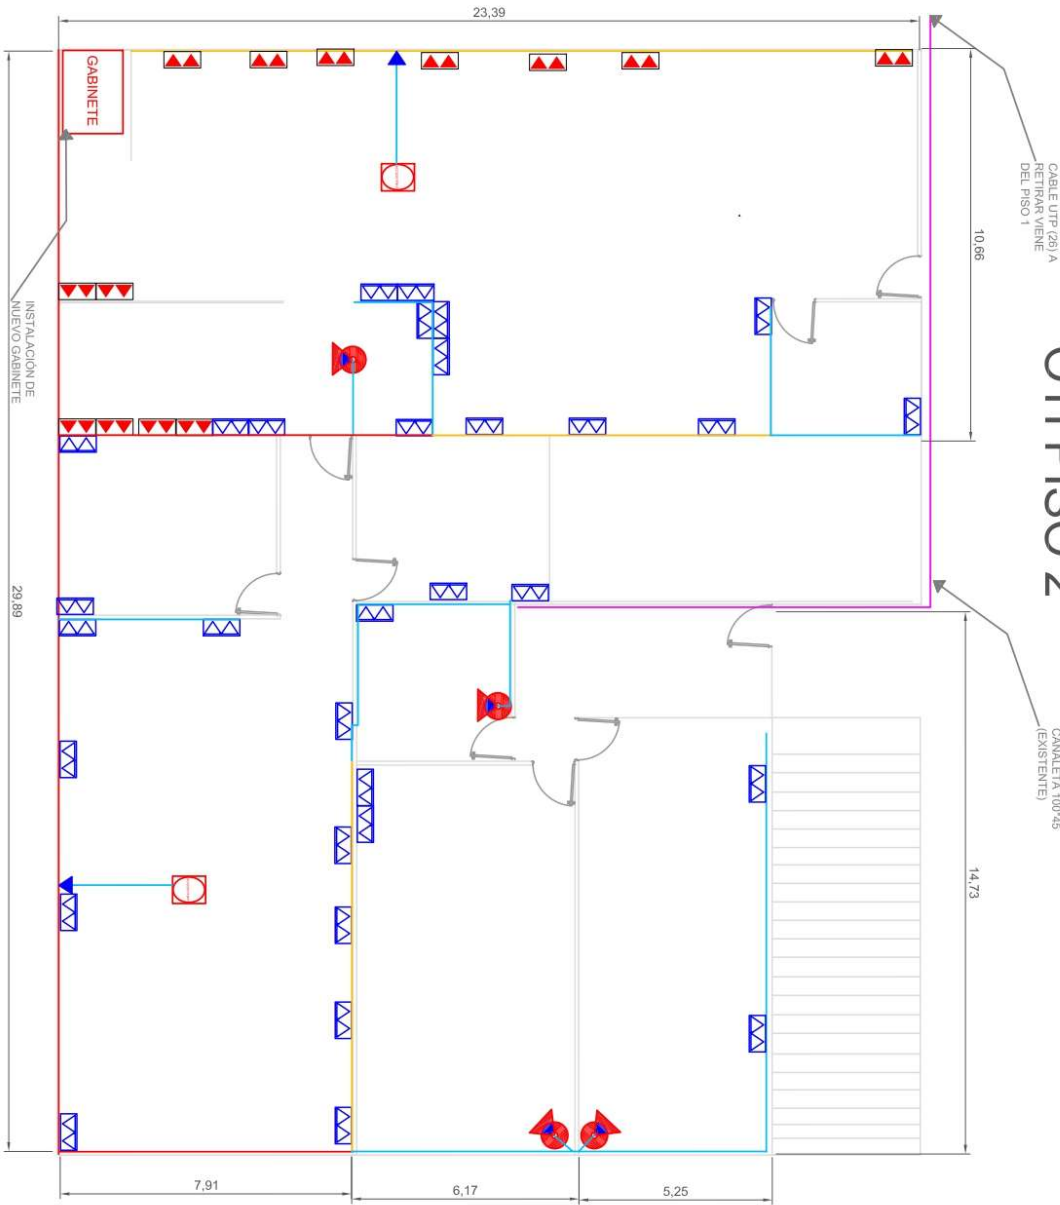 23,39
GABINETE
CABLE UTP (26) A
RETIRAR VIENE
DEL PISO 1
10,66
INSTALACIÓN DE
NUEVO GABINETE
29,89
CANALETA 100*45
(EXISTENTE)
14,73
7,91
6,17
5,25